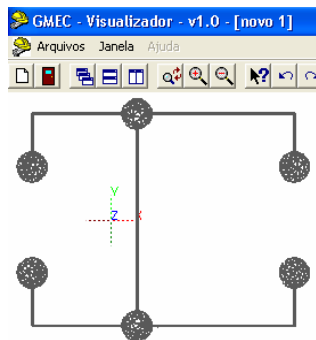 GMEC - Visualizador - v1.0 - [novo 1]
Arquivos Janela Ajuda
Y
Z X